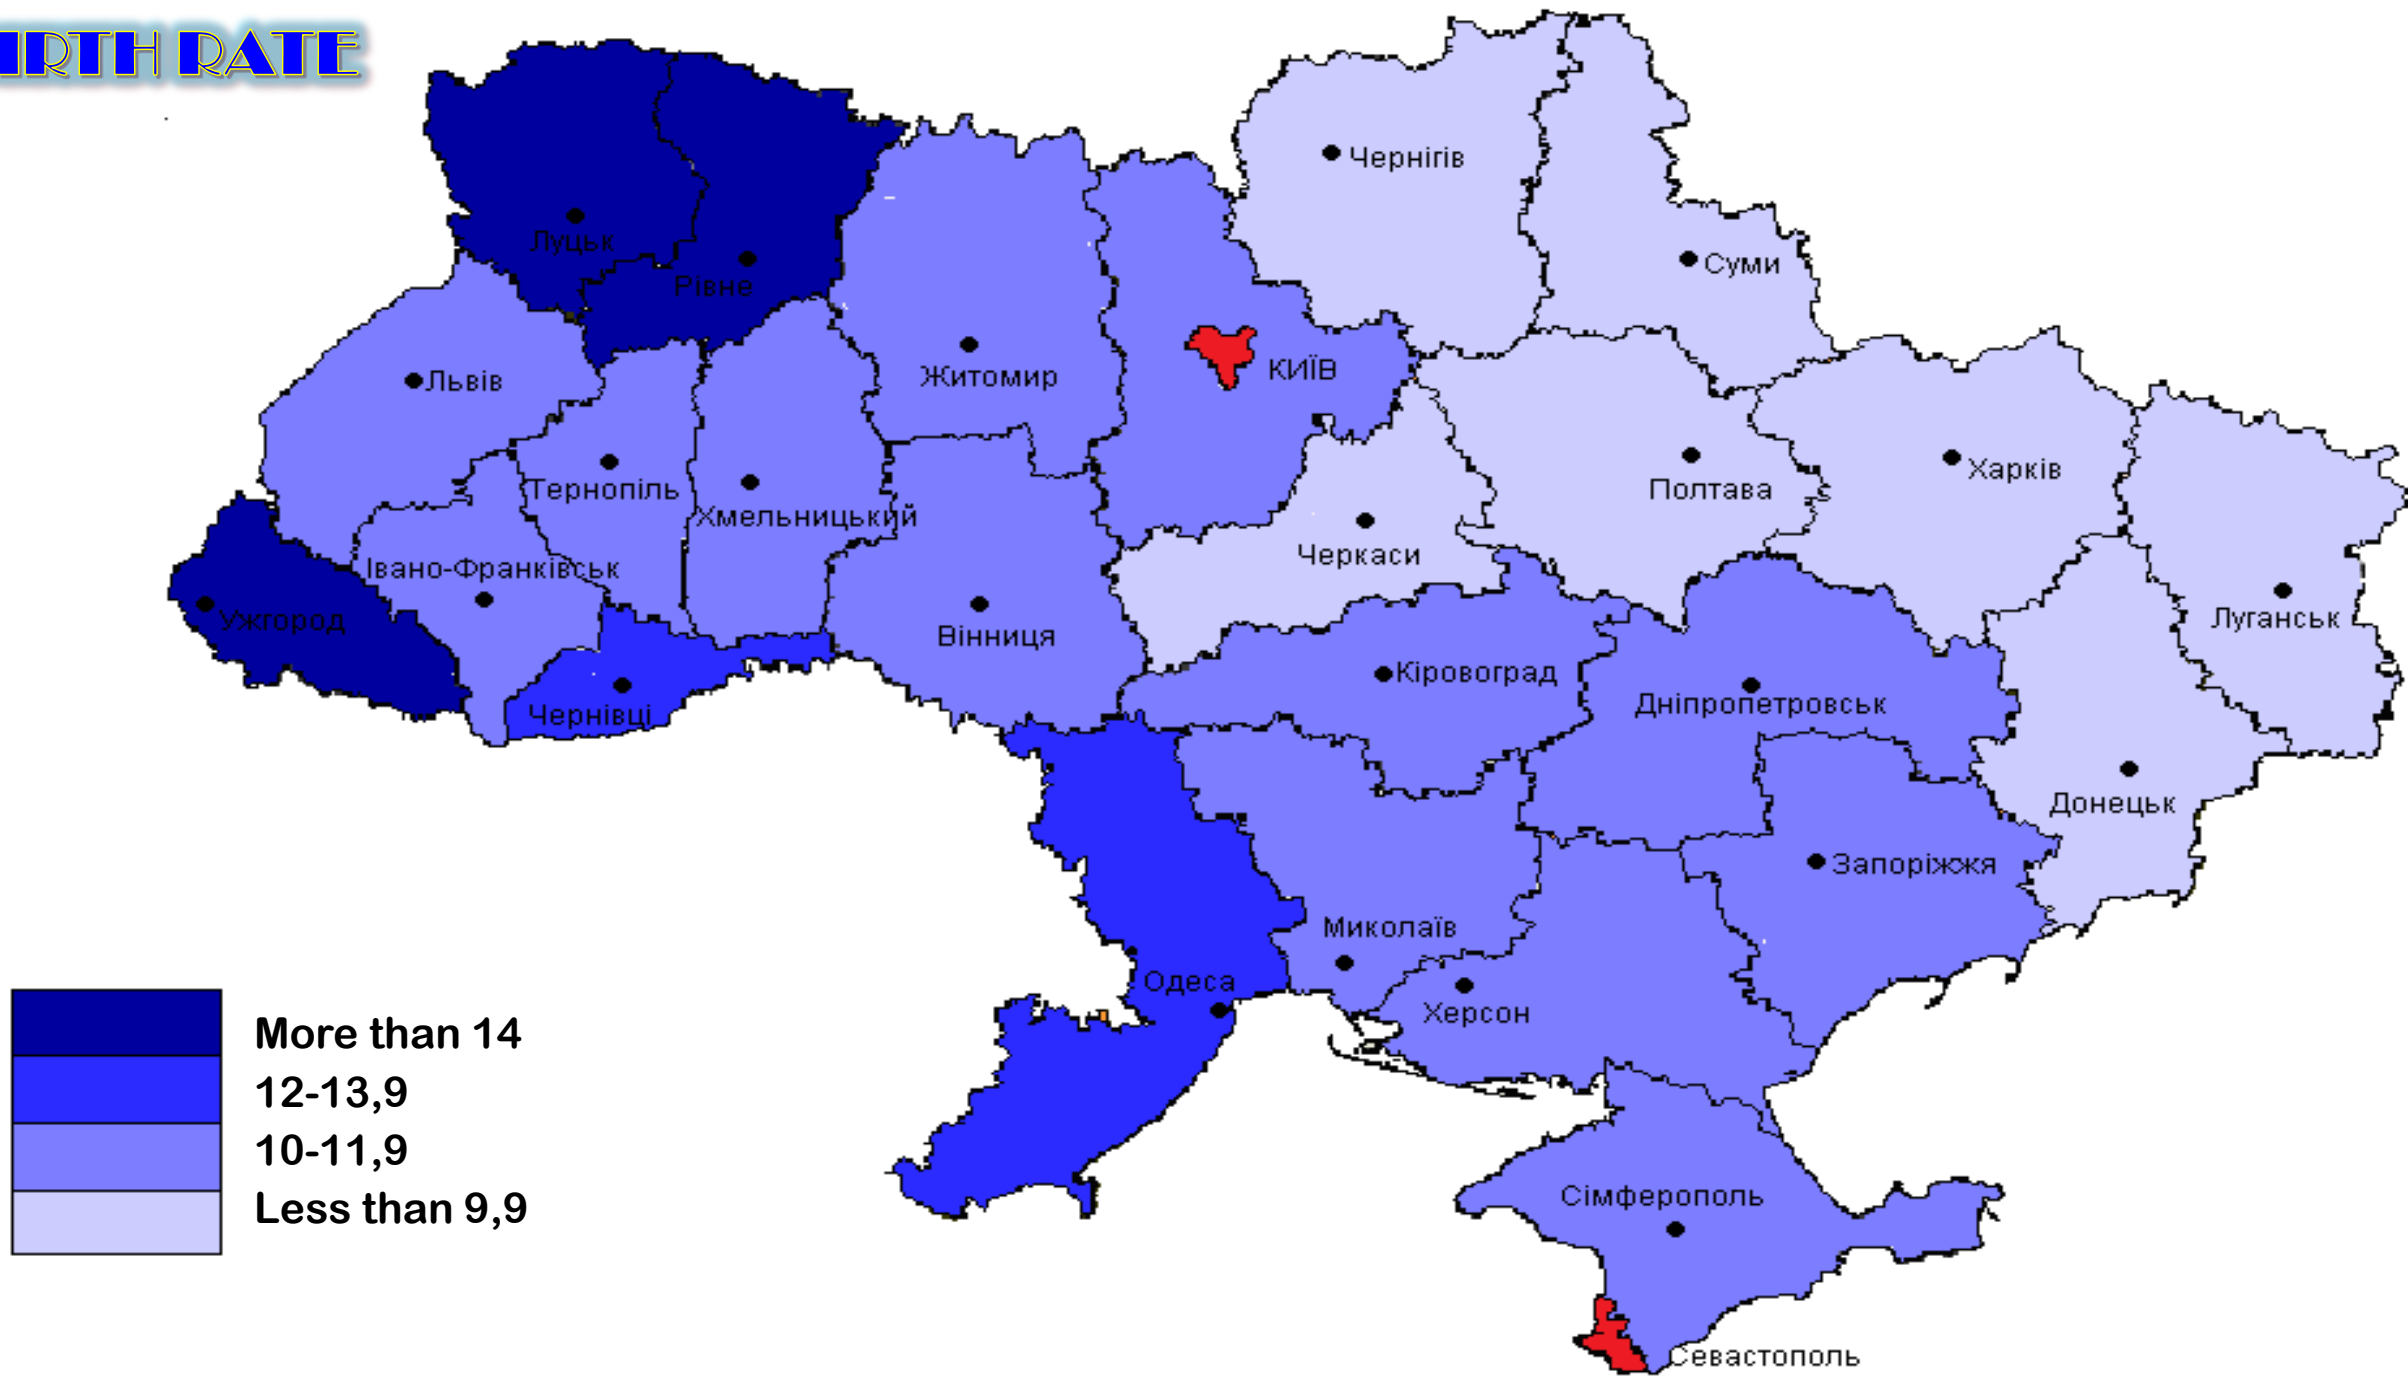 IRTH RATE
Чернігів
Луцьк
Суми
Рівне
Львів
Житомир
КИЇВ
Полтава
Харків
Тернопіль
Хмельницький
Черкаси
Івано-Франківськ
Ужгород
Вінниця
Луганськ
Кіровоград
Дніпропетровськ
Чернівці
Донецьк
Запоріжжя
Миколаїв
Одеса
Херсон
More than 14
12-13,9
10-11,9
Less than 9,9
Сімферополь
Севастополь